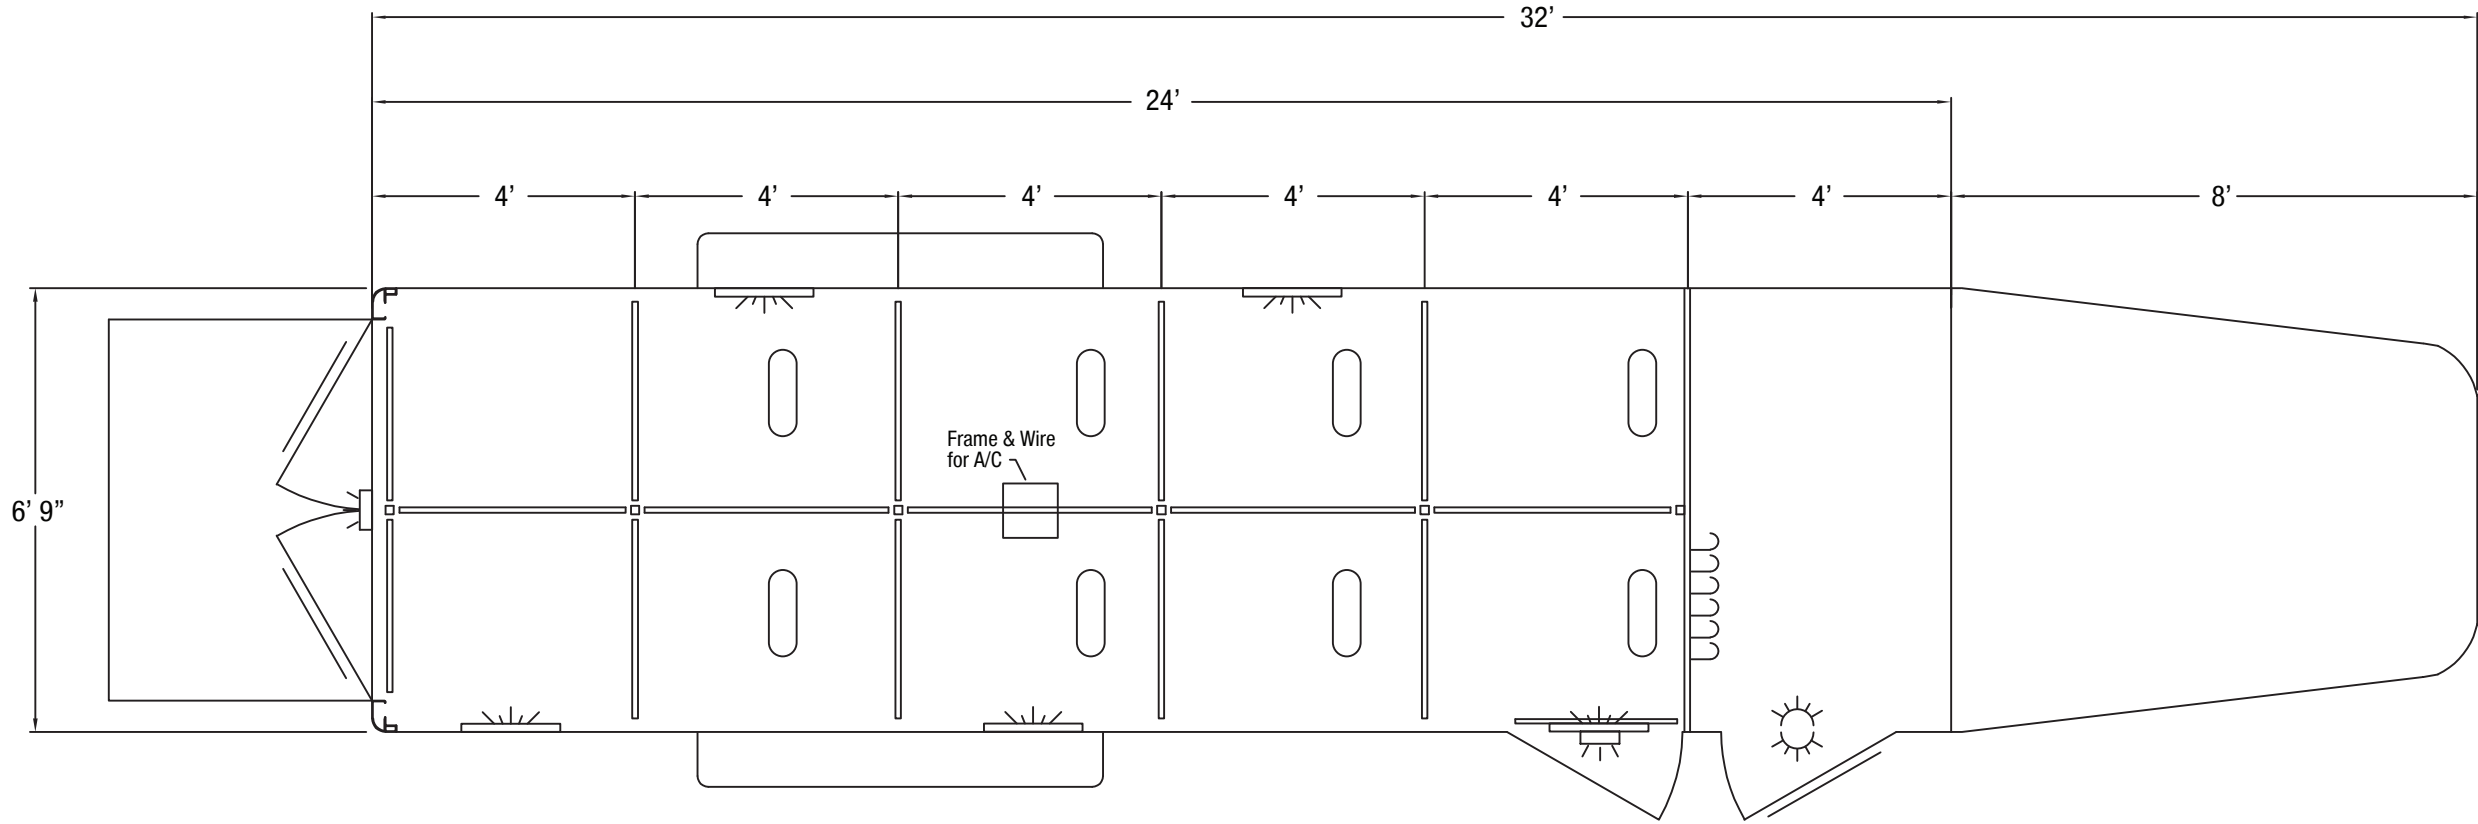 32’
24’
4’ 4’ 4’ 4’ 4’ 4’ 8’
Frame & Wire
for A/C
6’ 9”